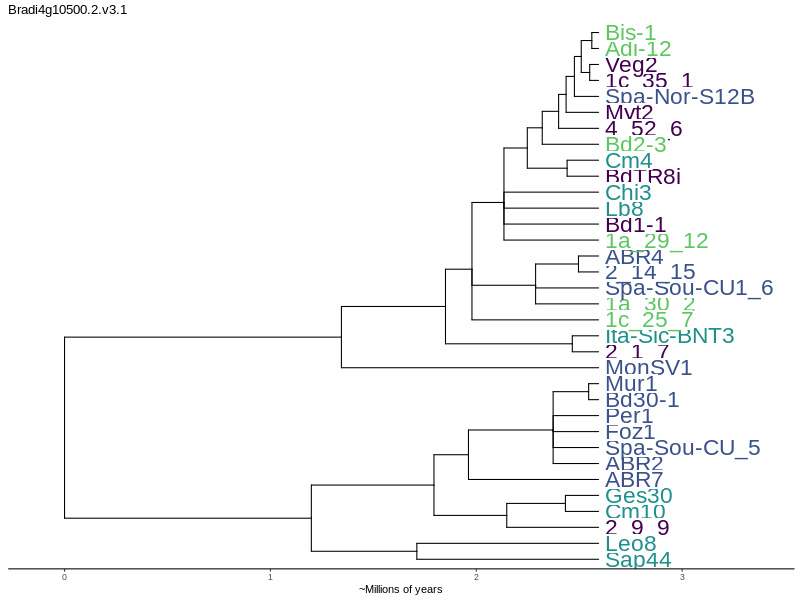 Bradi4g10500.2.v3.1
Bis-1
Adi-12
Veg2
1c_35_1
Spa-Nor-S12B
Mvt2
4_52_6
Bd2-3
Cm4
BdTR8i
Chi3
Lb8
Bd1-1
1a_29_12
ABR4
2_14_15
Spa-Sou-CU1_6
1a_30_2
1c_25_7
Ita-Sic-BNT3
2_1_7
MonSV1
Mur1
Bd30-1
Per1
Foz1
Spa-Sou-CU_5
ABR2
ABR7
Ges30
Cm10
2_9_9
Leo8
Sap44
0 1 2 3
~Millions of years